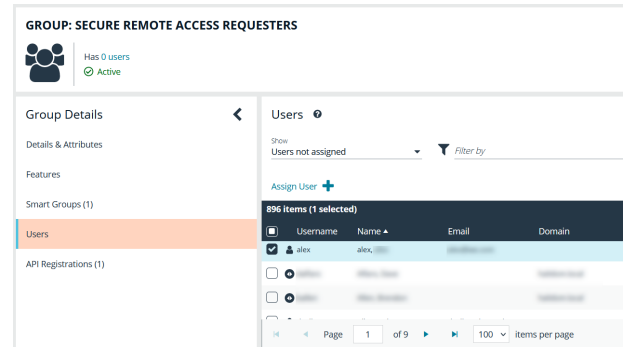 GROUP: SECURE REMOTE ACCESS REQUESTERS
Has 0 users
Active
Group Details
Details & Attributes
Features
Smart Groups (1)
Users
API Registrations (1)
Users
Show
Users not assigned
Filter by
Assign User
896 items (1 selected)
Username Name Email Domain
alex alex,
Page 1 of 9 100 items per page